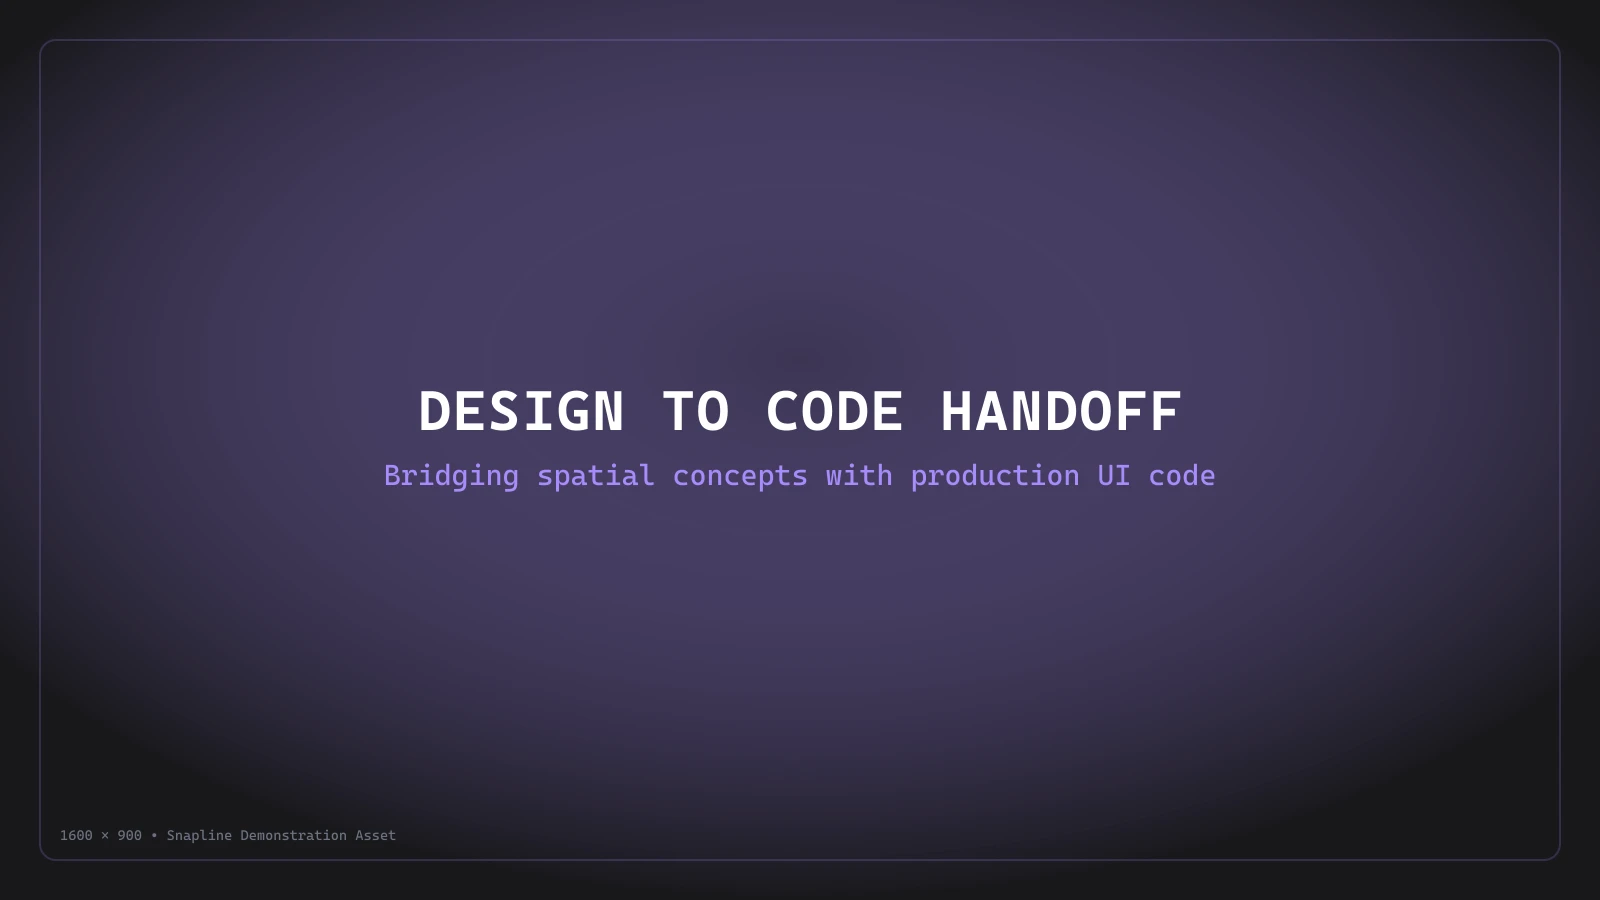 DESIGN TO CODE HANDOFF
Bridging spatial concepts with production UI code
1600 × 900 • Snapline Demonstration Asset